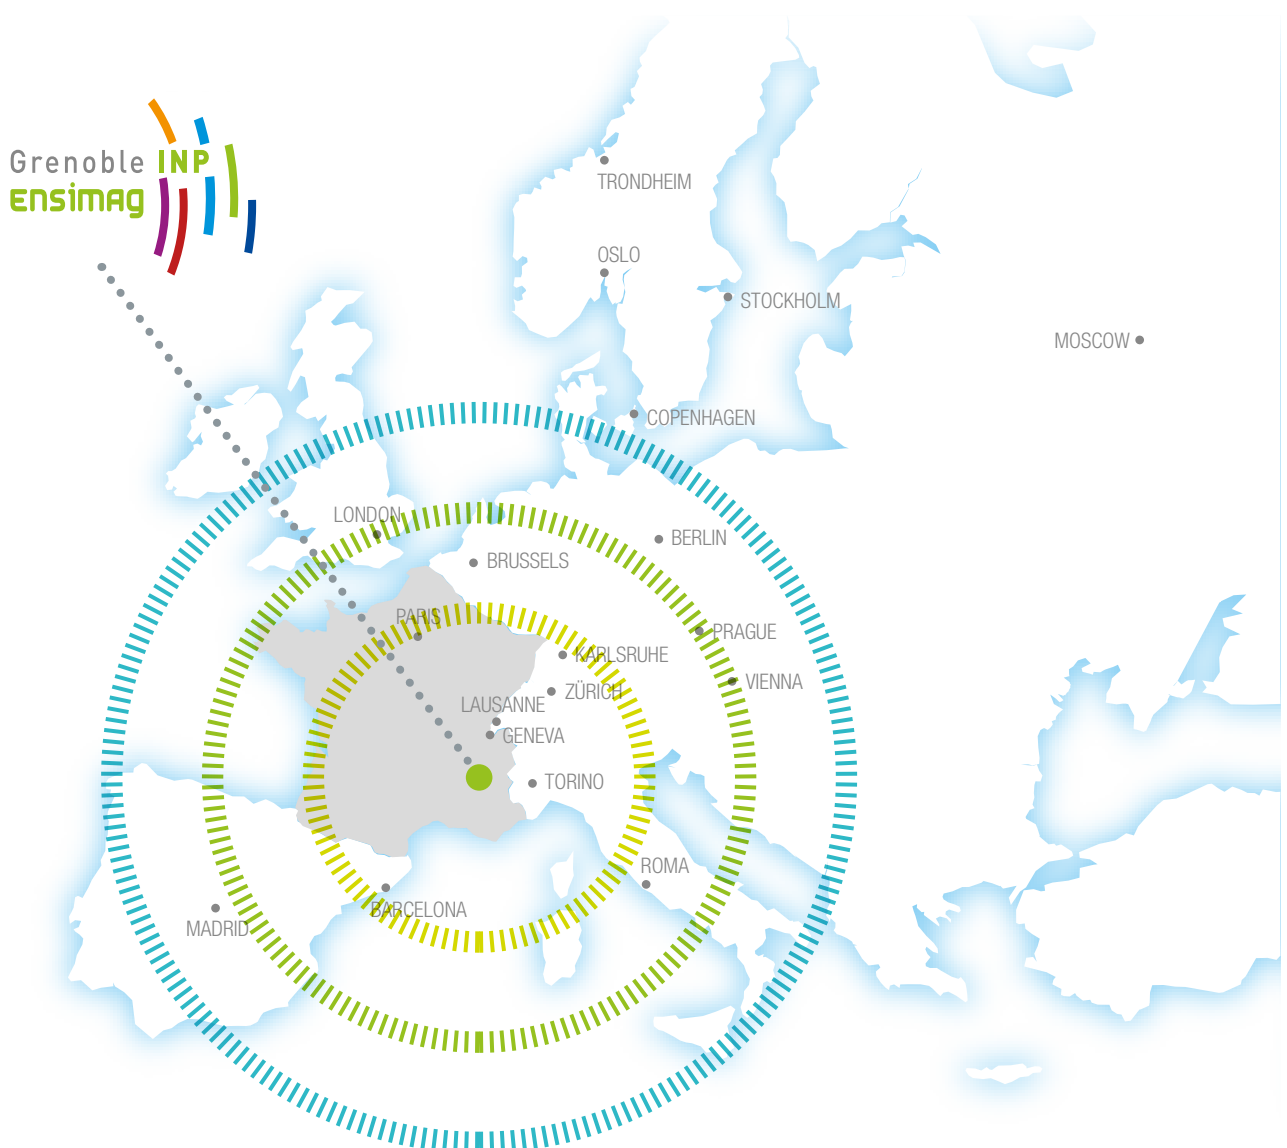 Grenoble INP
Ensimag
TRONDHEIM
OSLO
STOCKHOLM
MOSCOW
COPENHAGEN
LONDON
BERLIN
BRUSSELS
PARIS
PRAGUE
KARLSRUHE
VIENNA
ZÜRICH
LAUSANNE
GENEVA
TORINO
ROMA
BARCELONA
MADRID